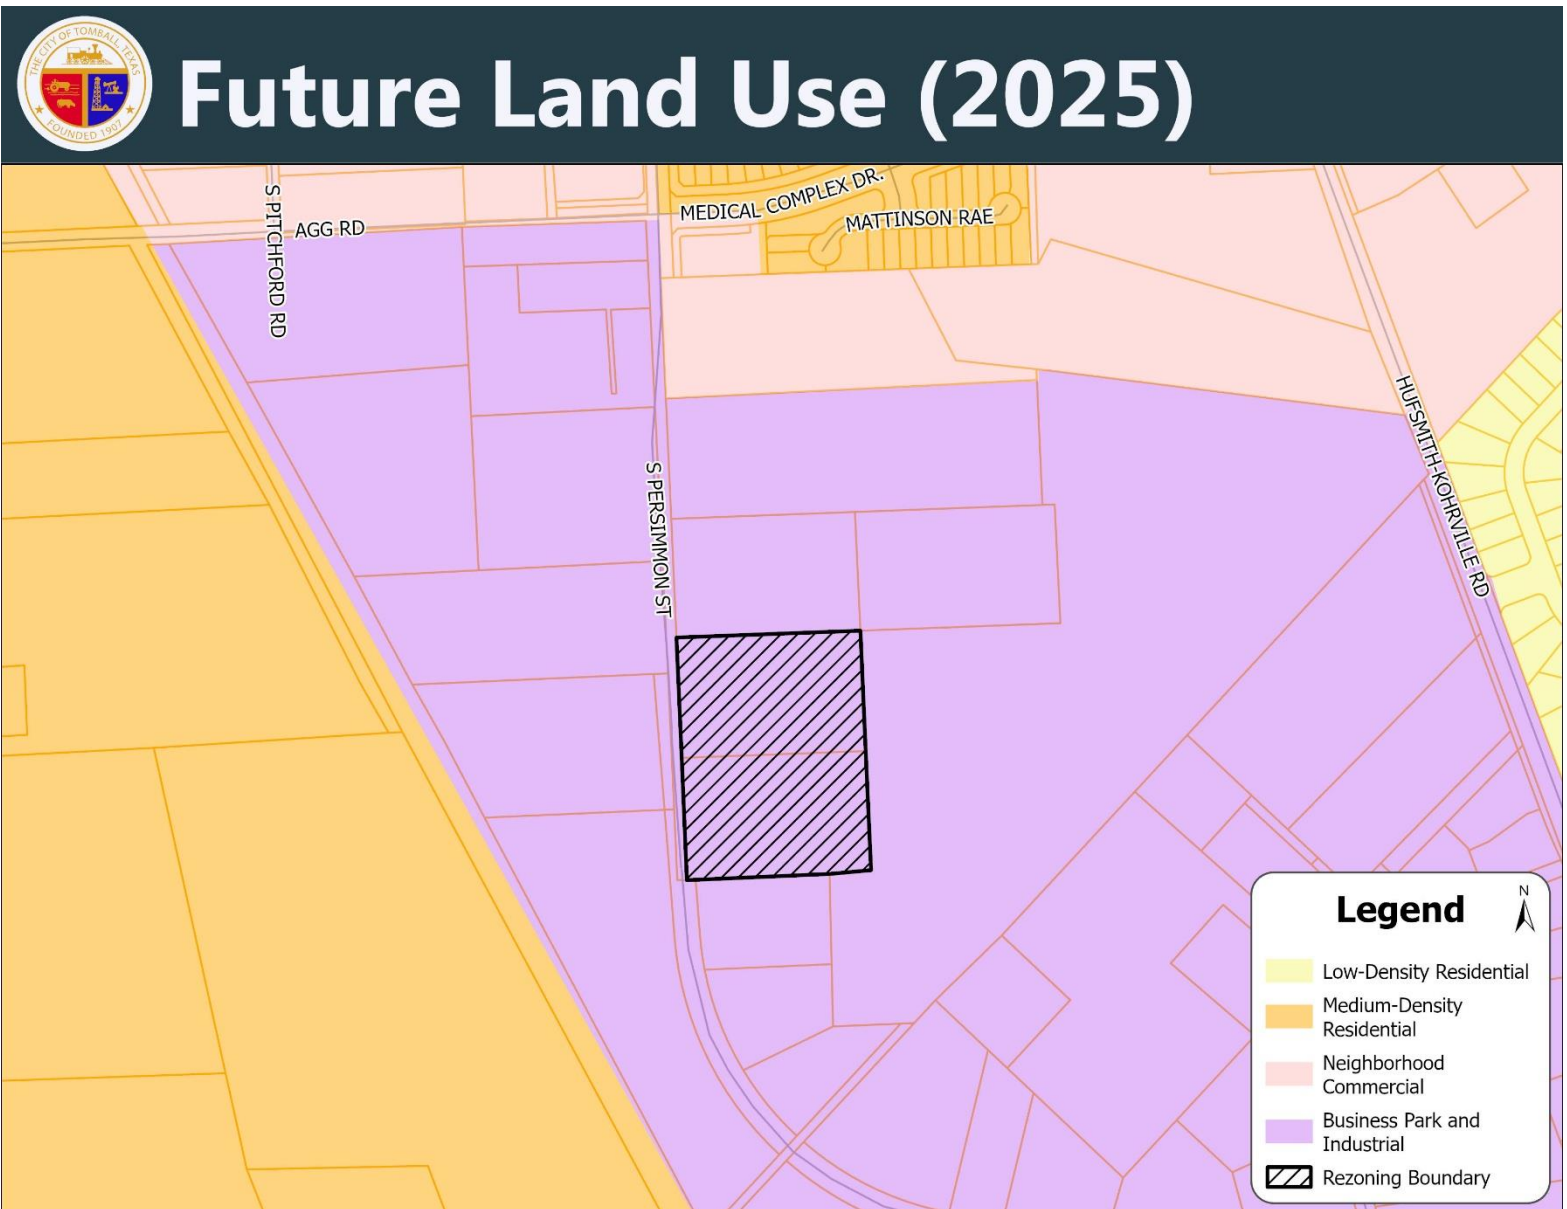 THE CITY OF TOMBALL, TEXAS
FOUNDED 1907
Future Land Use (2025)
S PITCHFORD RD
AGG RD
MEDICAL COMPLEX DR.
MATTINSON RAE
S PERSIMMON ST
HUFSMITH-KOHRVILLE RD
Legend
N
Low-Density Residential
Medium-Density
Residential
Neighborhood
Commercial
Business Park and
Industrial
Rezoning Boundary